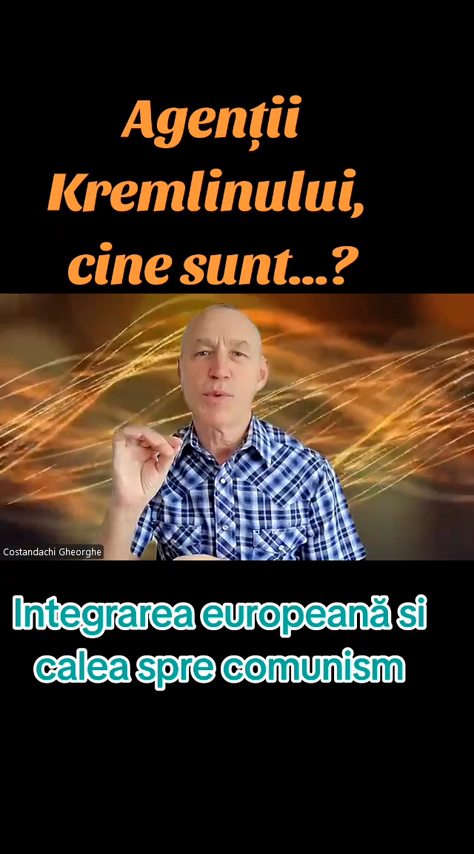 Agenții
Kremlinului,
cine sunt...?
Costandachi Gheorghe
Integrarea europeană si
calea spre comunism